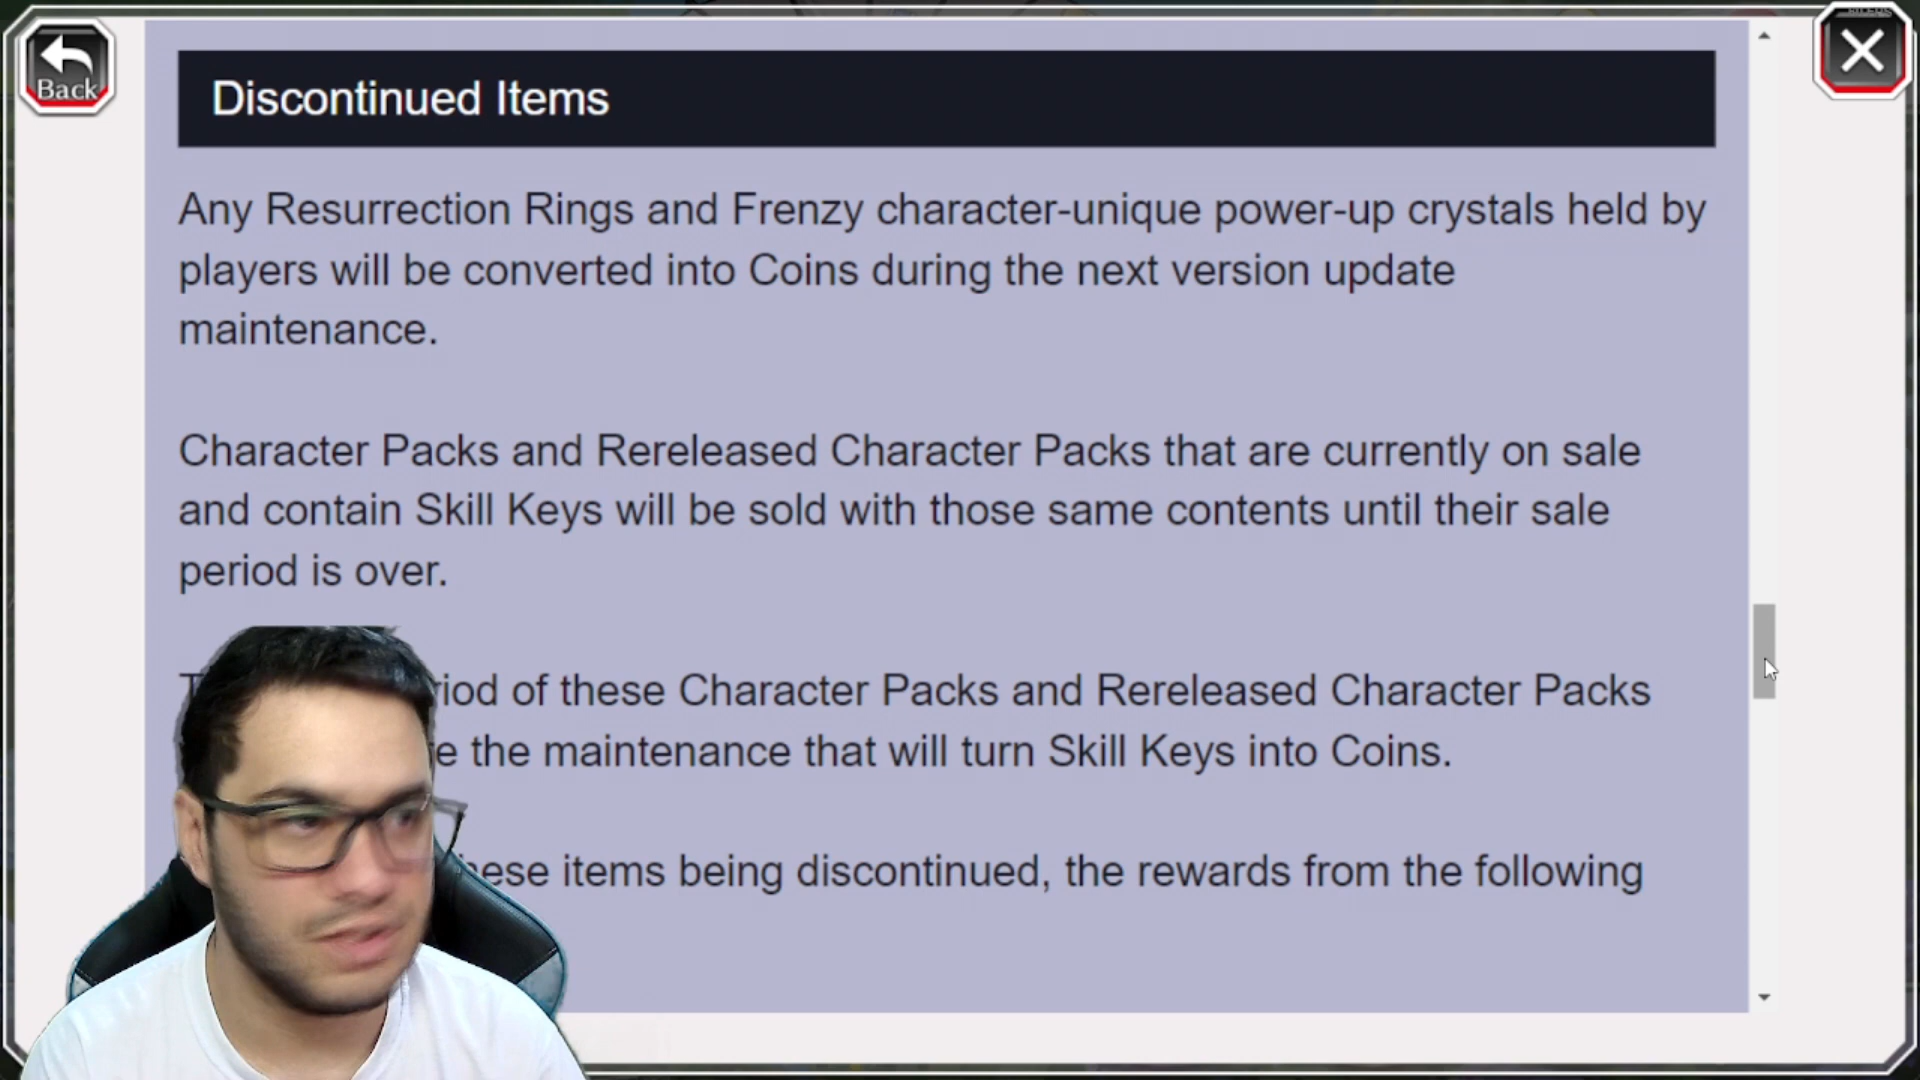 Back
Discontinued Items
Any Resurrection Rings and Frenzy character-unique power-up crystals held by
players will be converted into Coins during the next version update
maintenance.
Character Packs and Rereleased Character Packs that are currently on sale
and contain Skill Keys will be sold with those same contents until their sale
period is over.
of these Character Packs and Rereleased Character Packs
the maintenance that will turn Skill Keys into Coins.
items being discontinued, the rewards from the following